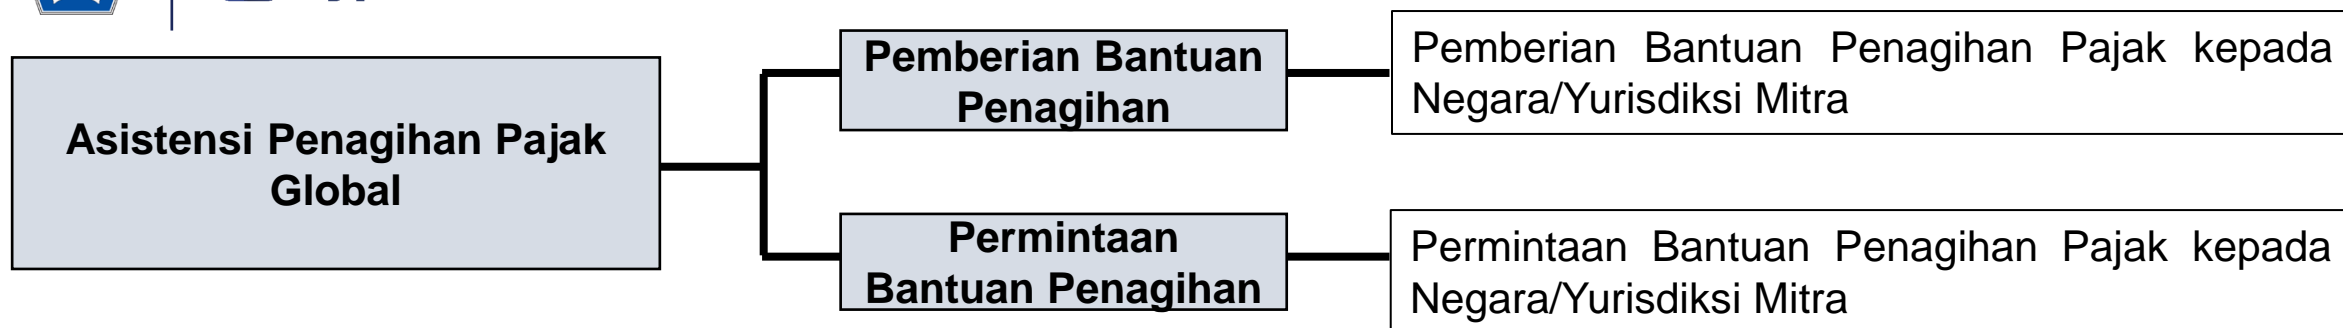 Asistensi Penagihan Pajak
Global
Pemberian Bantuan
Penagihan
Pemberian Bantuan Penagihan Pajak kepada
Negara/Yurisdiksi Mitra
Permintaan
Bantuan Penagihan
Permintaan Bantuan Penagihan Pajak kepada
Negara/Yurisdiksi Mitra